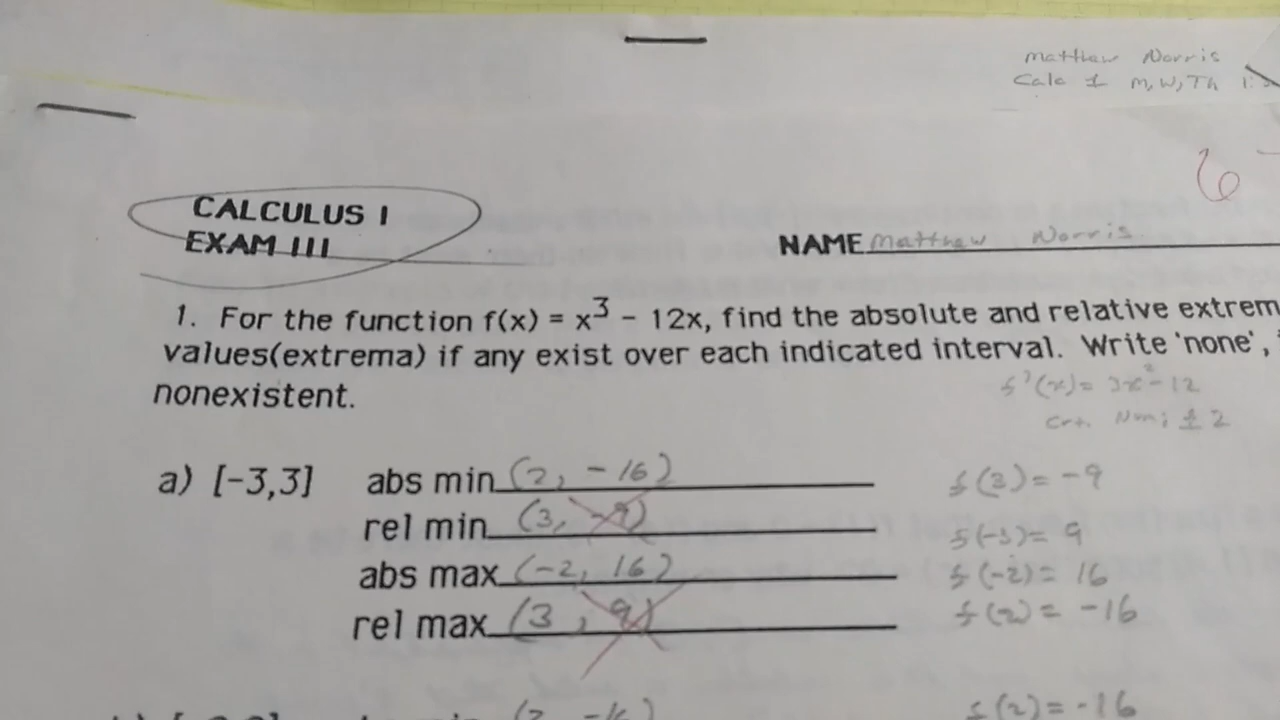 Matthew Norris
Calc 1 M, W, Th
6
CALCULUS I
EXAM III
NAME Matthew Norris
1. For the function f(x) = x³ - 12x, find the absolute and relative extrem
values(extrema) if any exist over each indicated interval. Write 'none',
nonexistent.
f'(x)= 3x²-12
Crt. Num; ±2
a) [-3,3] abs min (2, -16) f(3)= -9
rel min (3, -9) f(-3)= 9
abs max (-2, 16) f(-2)= 16
rel max (3, 9) f(2)= -16
(2, -16) f(2)= -16